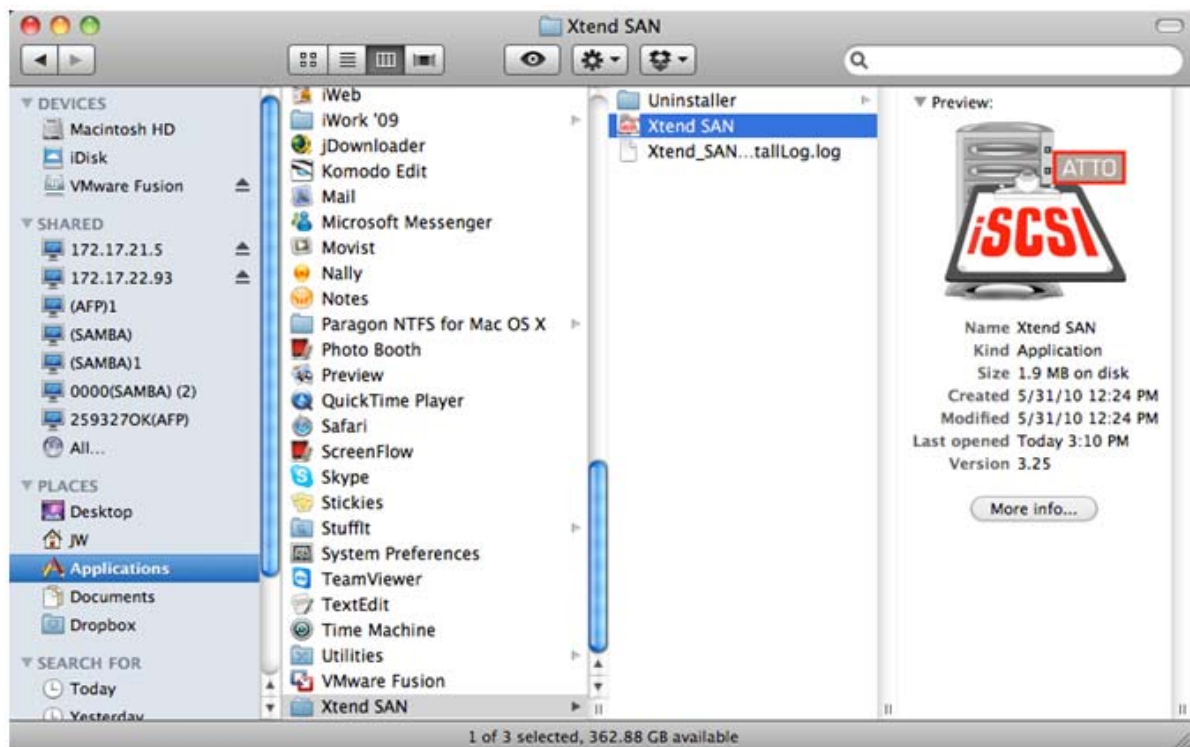 Xtend SAN
DEVICES
Macintosh HD
iDisk
VMware Fusion
SHARED
172.17.21.5
172.17.22.93
(AFP)1
(SAMBA)
(SAMBA)1
0000(SAMBA) (2)
259327OK(AFP)
All...
PLACES
Desktop
JW
Applications
Documents
Dropbox
SEARCH FOR
Today
Yesterday
iWeb
iWork '09
jDownloader
Komodo Edit
Mail
Microsoft Messenger
Movist
Nally
Notes
Paragon NTFS for Mac OS X
Photo Booth
Preview
QuickTime Player
Safari
ScreenFlow
Skype
Stickies
StuffIt
System Preferences
TeamViewer
TextEdit
Time Machine
Utilities
VMware Fusion
Xtend SAN
Uninstaller
Xtend SAN
Xtend_SAN...tallLog.log
Preview:
ATTO
iSCSI
Name Xtend SAN
Kind Application
Size 1.9 MB on disk
Created 5/31/10 12:24 PM
Modified 5/31/10 12:24 PM
Last opened Today 3:10 PM
Version 3.25
More info...
1 of 3 selected, 362.88 GB available